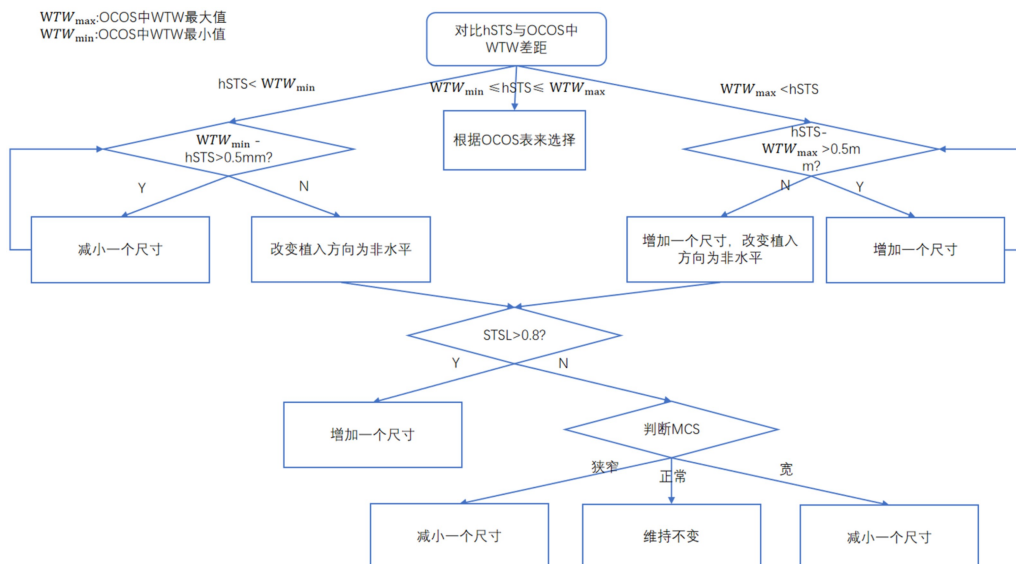 WTWmax:OCOS中WTW最大值
WTWmin:OCOS中WTW最小值
对比hSTS与OCOS中
WTW差距
hSTS< WTWmin
WTWmin ≤hSTS≤ WTWmax
WTWmax <hSTS
WTWmin -
hSTS>0.5mm?
根据OCOS表来选择
hSTS-
WTWmax >0.5m
m?
Y
N
N
Y
减小一个尺寸
改变植入方向为非水平
增加一个尺寸，改变植入
方向为非水平
增加一个尺寸
STSL>0.8?
Y
N
增加一个尺寸
判断MCS
狭窄
正常
宽
减小一个尺寸
维持不变
减小一个尺寸